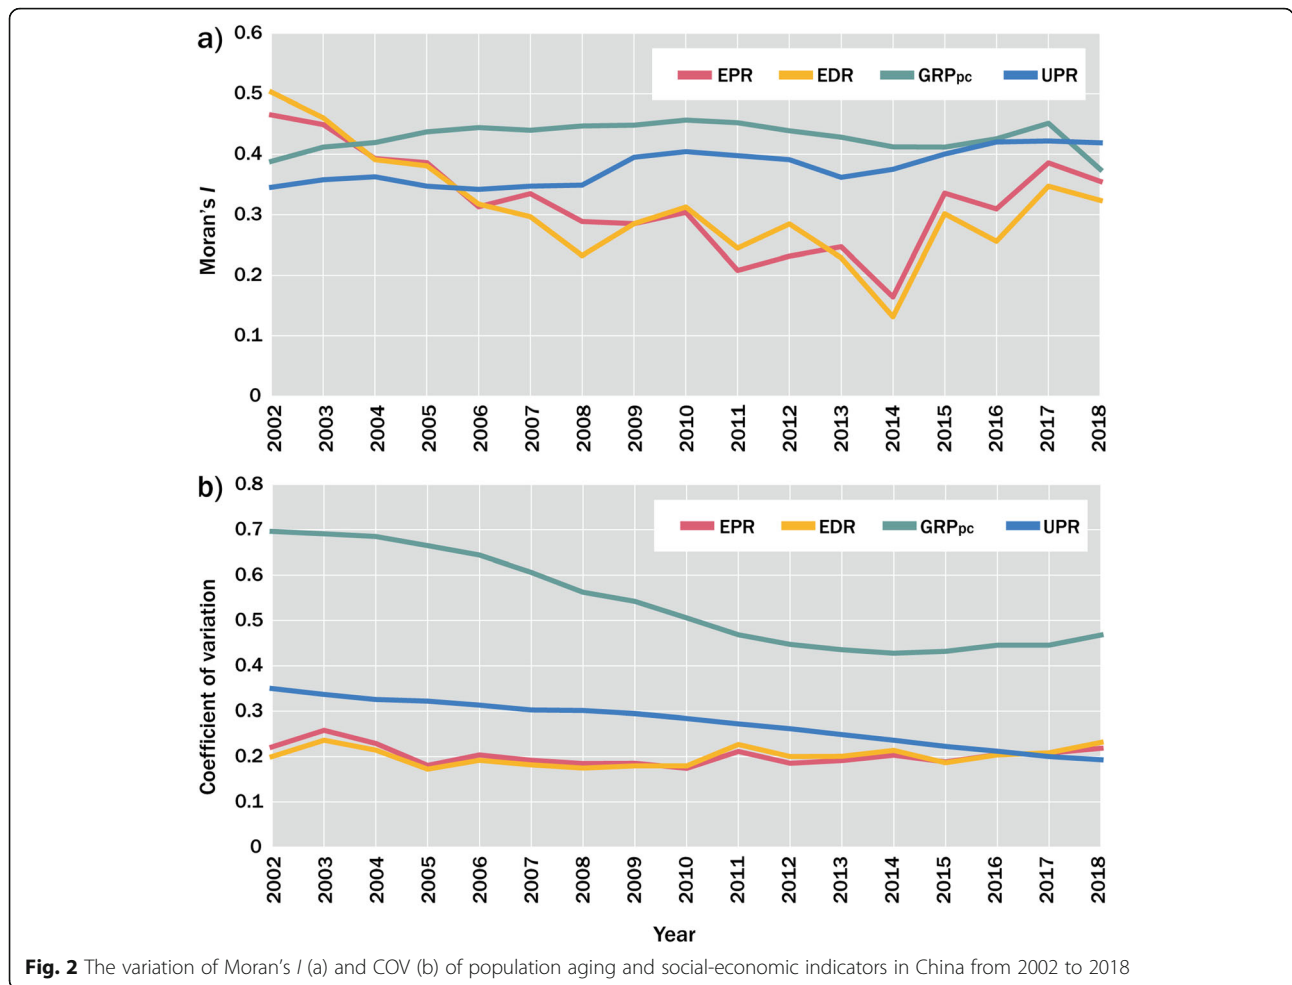 a)
EPR EDR GRPpc UPR
0.6
0.5
0.4
0.3
0.2
0.1
0
Moran's I
2002 2003 2004 2005 2006 2007 2008 2009 2010 2011 2012 2013 2014 2015 2016 2017 2018
b)
EPR EDR GRPpc UPR
0.8
0.7
0.6
0.5
0.4
0.3
0.2
0.1
0
Coefficient of variation
2002 2003 2004 2005 2006 2007 2008 2009 2010 2011 2012 2013 2014 2015 2016 2017 2018
Year
Fig. 2 The variation of Moran's I (a) and COV (b) of population aging and social-economic indicators in China from 2002 to 2018